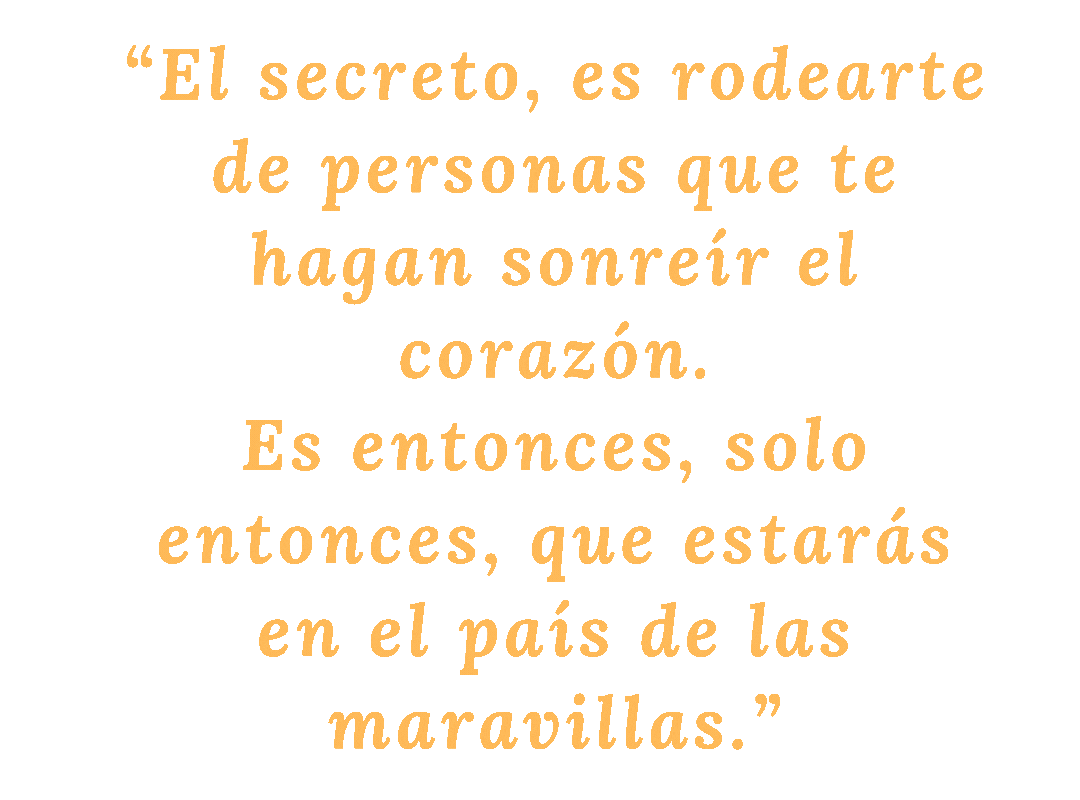 “El secreto, es rodearte
de personas que te
hagan sonreír el
corazón.
Es entonces, solo
entonces, que estarás
en el país de las
maravillas.”